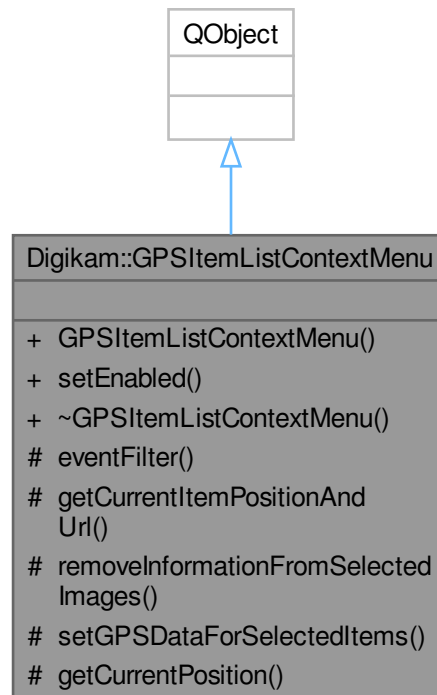 QObject
Digikam::GPSItemListContextMenu
+ GPSItemListContextMenu()
+ setEnabled()
+ ~GPSItemListContextMenu()
# eventFilter()
# getCurrentItemPositionAnd
Url()
# removeInformationFromSelected
Images()
# setGPSDataForSelectedItems()
# getCurrentPosition()